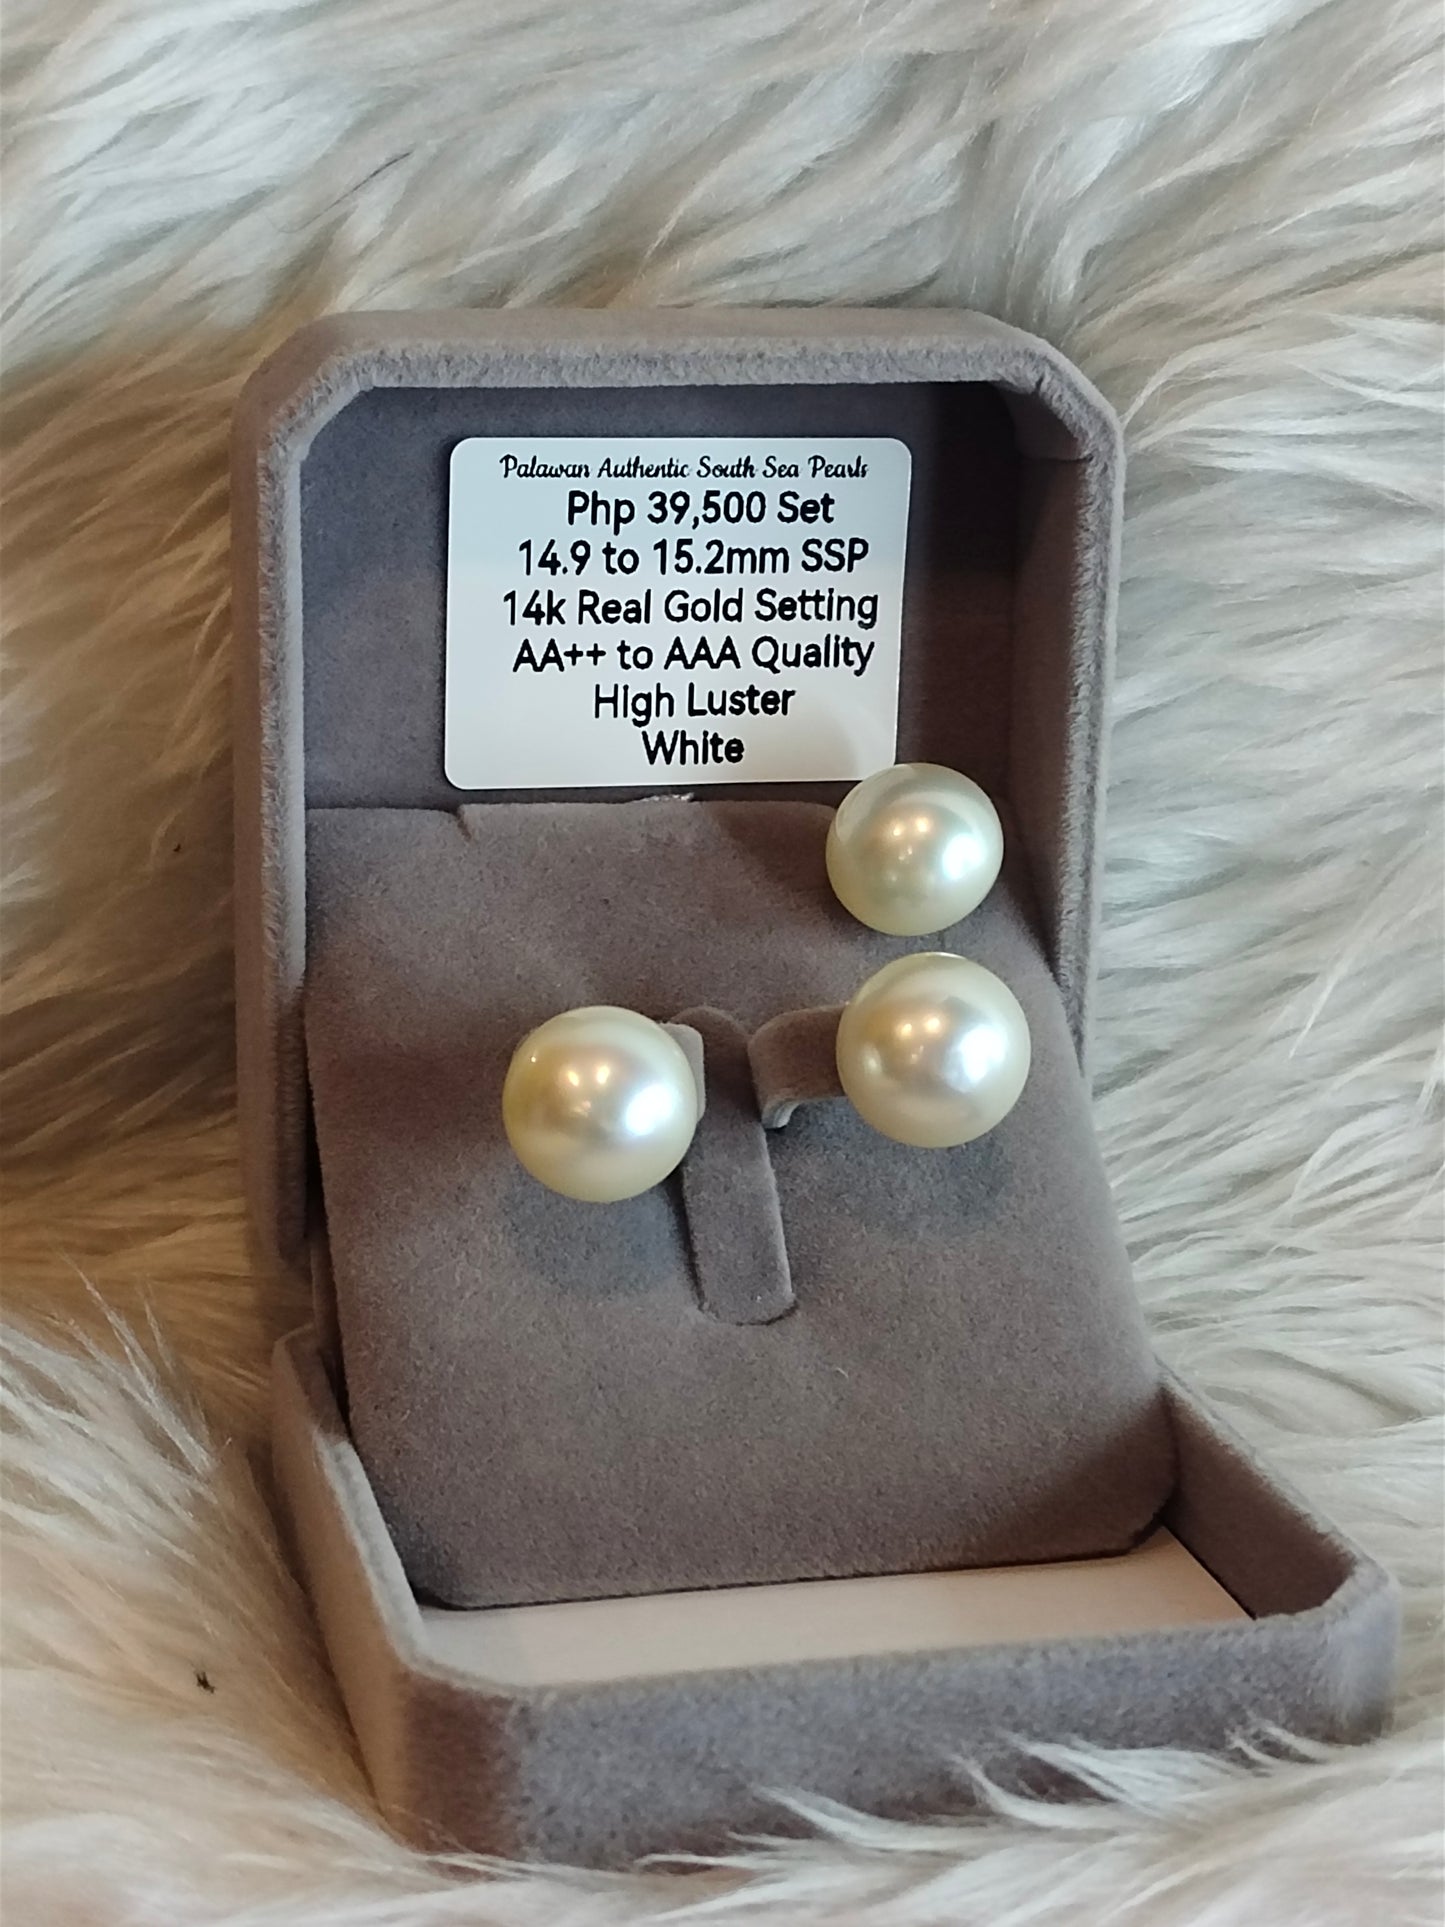 Palawan Authentic South Sea Pearls
Php 39,500 Set
14.9 to 15.2mm SSP
14k Real Gold Setting
AA++ to AAA Quality
High Luster
White